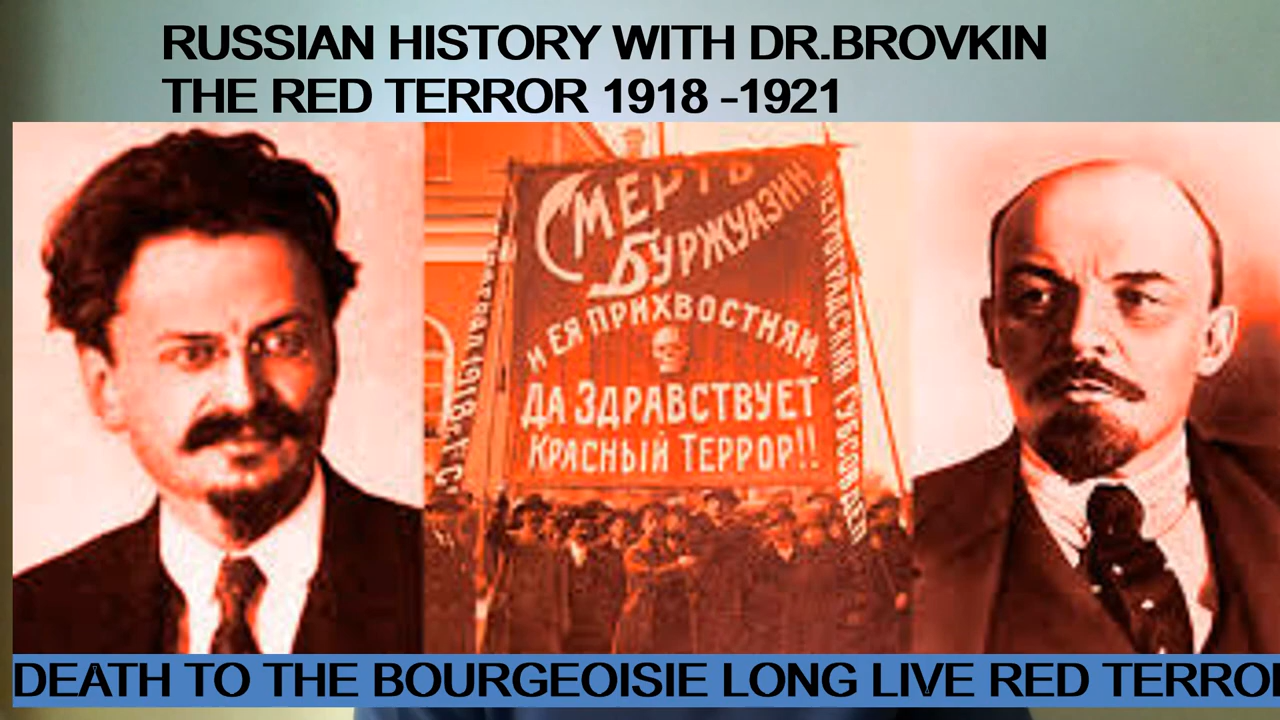 RUSSIAN HISTORY WITH DR.BROVKIN
THE RED TERROR 1918 -1921
СМЕРТЬ
БУРЖУАЗИИ
И ЕЯ ПРИХВОСТНЯМ
ДА ЗДРАВСТВУЕТ
КРАСНЫЙ ТЕРРОР!!
ПЕТРОГРАДСКИЙ
DEATH TO THE BOURGEOISIE LONG LIVE RED TERRO